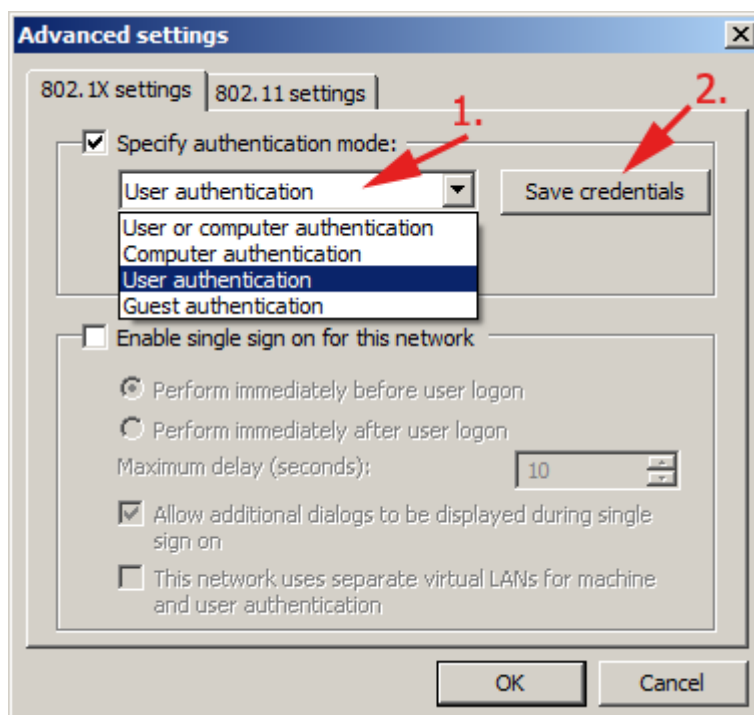 Advanced settings
802.1X settings
802.11 settings
1.
2.
Specify authentication mode:
User authentication
Save credentials
User or computer authentication
Computer authentication
User authentication
Guest authentication
Enable single sign on for this network
Perform immediately before user logon
Perform immediately after user logon
Maximum delay (seconds):
10
Allow additional dialogs to be displayed during single
sign on
This network uses separate virtual LANs for machine
and user authentication
OK
Cancel